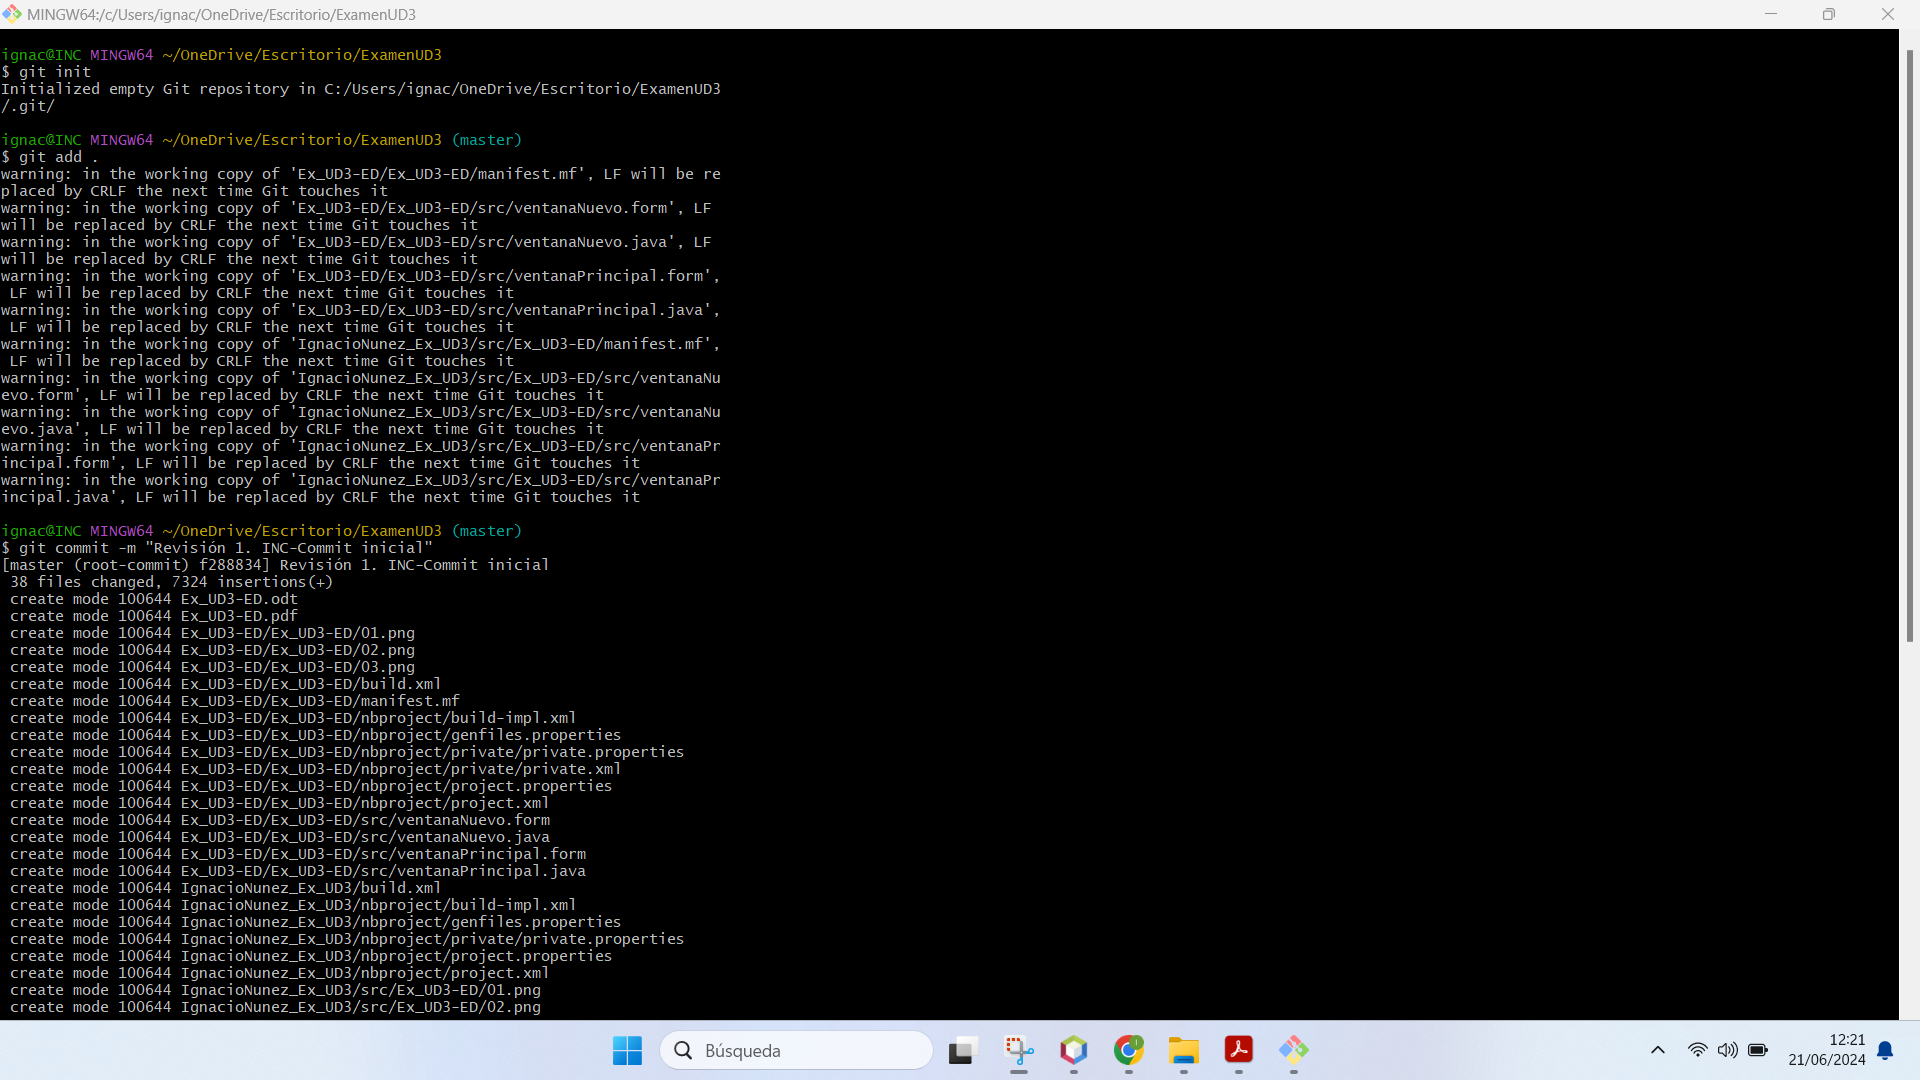 MINGW64:/c/Users/ignac/OneDrive/Escritorio/ExamenUD3
ignac@INC MINGW64 ~/OneDrive/Escritorio/ExamenUD3
$ git init
Initialized empty Git repository in C:/Users/ignac/OneDrive/Escritorio/ExamenUD3
/.git/
ignac@INC MINGW64 ~/OneDrive/Escritorio/ExamenUD3 (master)
$ git add .
warning: in the working copy of 'Ex_UD3-ED/Ex_UD3-ED/manifest.mf', LF will be re
placed by CRLF the next time Git touches it
warning: in the working copy of 'Ex_UD3-ED/Ex_UD3-ED/src/ventanaNuevo.form', LF
will be replaced by CRLF the next time Git touches it
warning: in the working copy of 'Ex_UD3-ED/Ex_UD3-ED/src/ventanaNuevo.java', LF
will be replaced by CRLF the next time Git touches it
warning: in the working copy of 'Ex_UD3-ED/Ex_UD3-ED/src/ventanaPrincipal.form',
 LF will be replaced by CRLF the next time Git touches it
warning: in the working copy of 'Ex_UD3-ED/Ex_UD3-ED/src/ventanaPrincipal.java',
 LF will be replaced by CRLF the next time Git touches it
warning: in the working copy of 'IgnacioNunez_Ex_UD3/src/Ex_UD3-ED/manifest.mf',
 LF will be replaced by CRLF the next time Git touches it
warning: in the working copy of 'IgnacioNunez_Ex_UD3/src/Ex_UD3-ED/src/ventanaNu
evo.form', LF will be replaced by CRLF the next time Git touches it
warning: in the working copy of 'IgnacioNunez_Ex_UD3/src/Ex_UD3-ED/src/ventanaNu
evo.java', LF will be replaced by CRLF the next time Git touches it
warning: in the working copy of 'IgnacioNunez_Ex_UD3/src/Ex_UD3-ED/src/ventanaPr
incipal.form', LF will be replaced by CRLF the next time Git touches it
warning: in the working copy of 'IgnacioNunez_Ex_UD3/src/Ex_UD3-ED/src/ventanaPr
incipal.java', LF will be replaced by CRLF the next time Git touches it
ignac@INC MINGW64 ~/OneDrive/Escritorio/ExamenUD3 (master)
$ git commit -m "Revisión 1. INC-Commit inicial"
[master (root-commit) f288834] Revisión 1. INC-Commit inicial
 38 files changed, 7324 insertions(+)
 create mode 100644 Ex_UD3-ED.odt
 create mode 100644 Ex_UD3-ED.pdf
 create mode 100644 Ex_UD3-ED/Ex_UD3-ED/01.png
 create mode 100644 Ex_UD3-ED/Ex_UD3-ED/02.png
 create mode 100644 Ex_UD3-ED/Ex_UD3-ED/03.png
 create mode 100644 Ex_UD3-ED/Ex_UD3-ED/build.xml
 create mode 100644 Ex_UD3-ED/Ex_UD3-ED/manifest.mf
 create mode 100644 Ex_UD3-ED/Ex_UD3-ED/nbproject/build-impl.xml
 create mode 100644 Ex_UD3-ED/Ex_UD3-ED/nbproject/genfiles.properties
 create mode 100644 Ex_UD3-ED/Ex_UD3-ED/nbproject/private/private.properties
 create mode 100644 Ex_UD3-ED/Ex_UD3-ED/nbproject/private/private.xml
 create mode 100644 Ex_UD3-ED/Ex_UD3-ED/nbproject/project.properties
 create mode 100644 Ex_UD3-ED/Ex_UD3-ED/nbproject/project.xml
 create mode 100644 Ex_UD3-ED/Ex_UD3-ED/src/ventanaNuevo.form
 create mode 100644 Ex_UD3-ED/Ex_UD3-ED/src/ventanaNuevo.java
 create mode 100644 Ex_UD3-ED/Ex_UD3-ED/src/ventanaPrincipal.form
 create mode 100644 Ex_UD3-ED/Ex_UD3-ED/src/ventanaPrincipal.java
 create mode 100644 IgnacioNunez_Ex_UD3/build.xml
 create mode 100644 IgnacioNunez_Ex_UD3/nbproject/build-impl.xml
 create mode 100644 IgnacioNunez_Ex_UD3/nbproject/genfiles.properties
 create mode 100644 IgnacioNunez_Ex_UD3/nbproject/private/private.properties
 create mode 100644 IgnacioNunez_Ex_UD3/nbproject/project.properties
 create mode 100644 IgnacioNunez_Ex_UD3/nbproject/project.xml
 create mode 100644 IgnacioNunez_Ex_UD3/src/Ex_UD3-ED/01.png
 create mode 100644 IgnacioNunez_Ex_UD3/src/Ex_UD3-ED/02.png
Búsqueda
12:21
21/06/2024